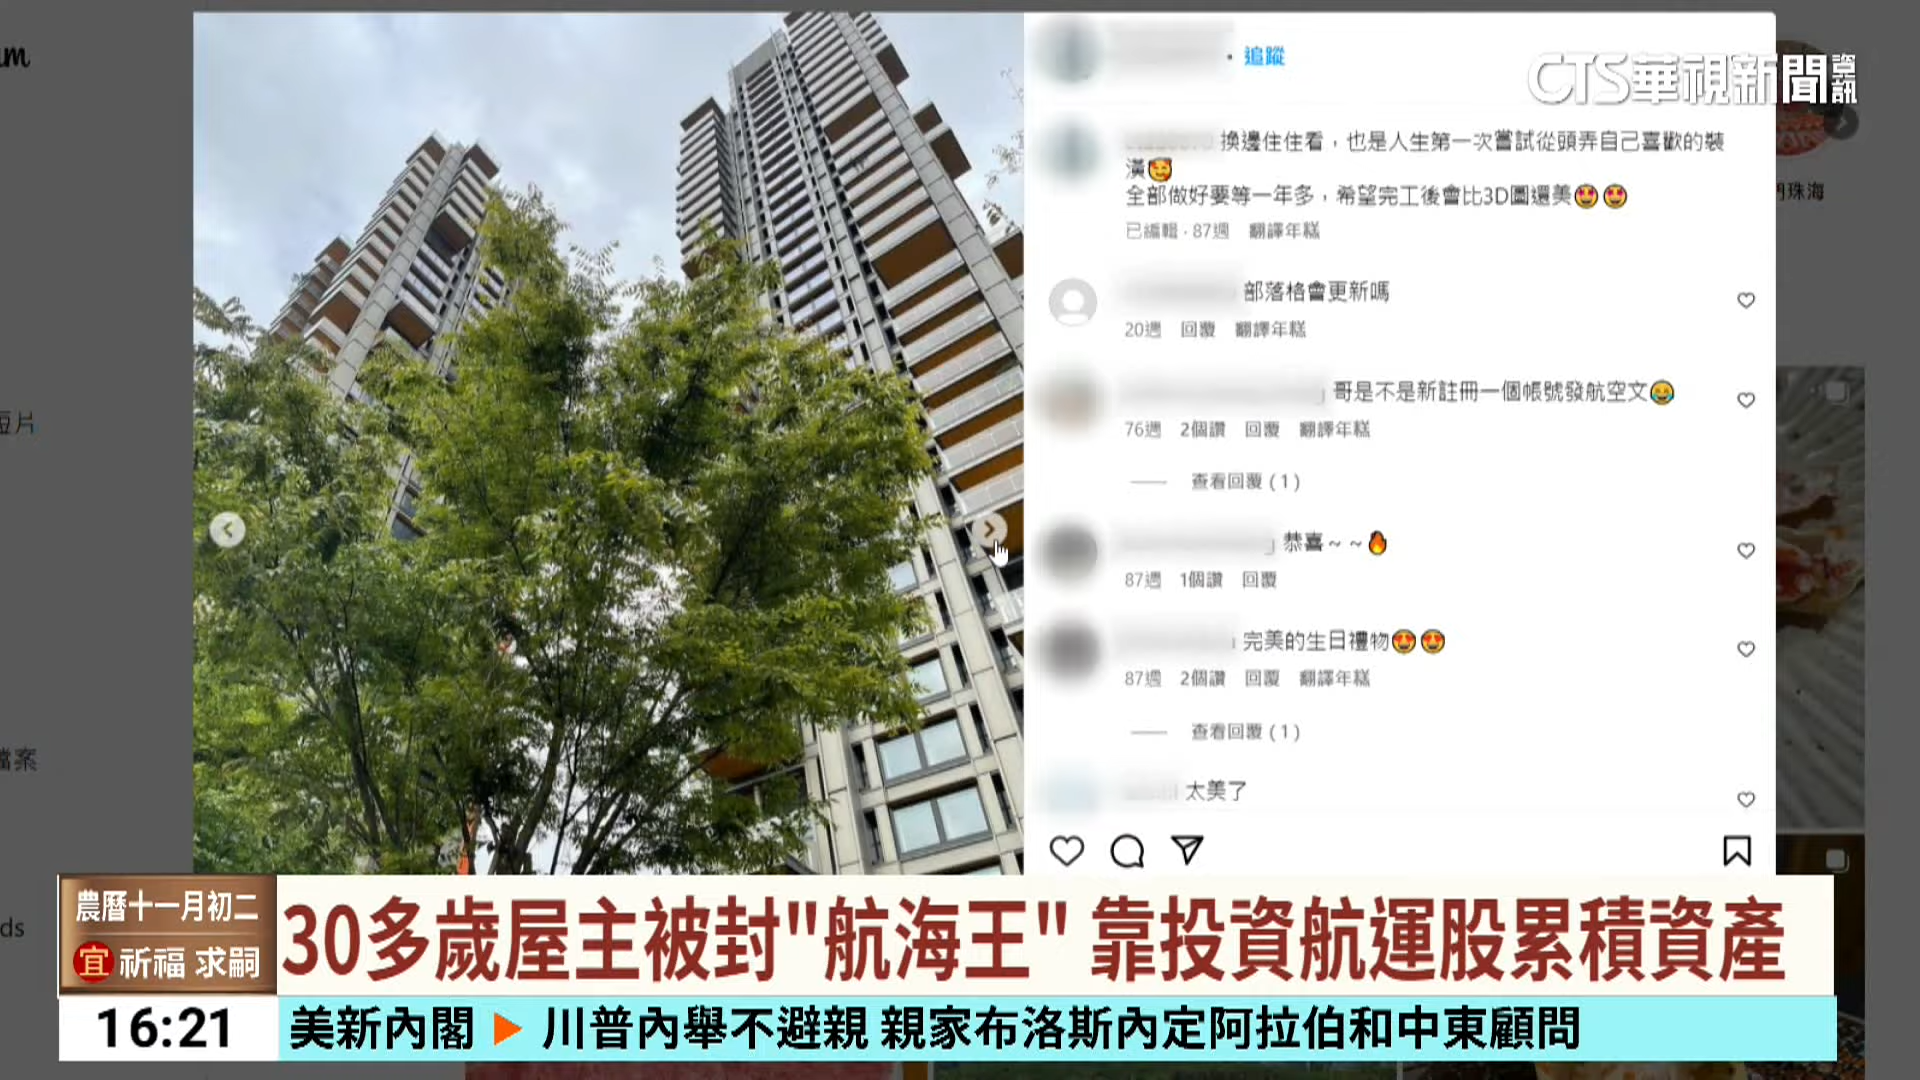 am
• 追蹤
CTS華視新聞資訊
換邊住住看，也是人生第一次嘗試從頭弄自己喜歡的裝
潢🥰
全部做好要等一年多，希望完工後會比3D圖還美🤩🤩
已編輯·87週 翻譯年糕
門珠海
部落格會更新嗎
20週 回覆 翻譯年糕
哥是不是新註冊一個帳號發航空文😂
76週 2個讚 回覆 翻譯年糕
查看回覆（1）
短片
恭喜～～🔥
87週 1個讚 回覆
完美的生日禮物😍😍
87週 2個讚 回覆 翻譯年糕
查看回覆（1）
檔案
太美了
ds
農曆十一月初二
宜 祈福 求嗣
30多歲屋主被封"航海王" 靠投資航運股累積資產
16:21
美新內閣 ▶ 川普內舉不避親 親家布洛斯內定阿拉伯和中東顧問